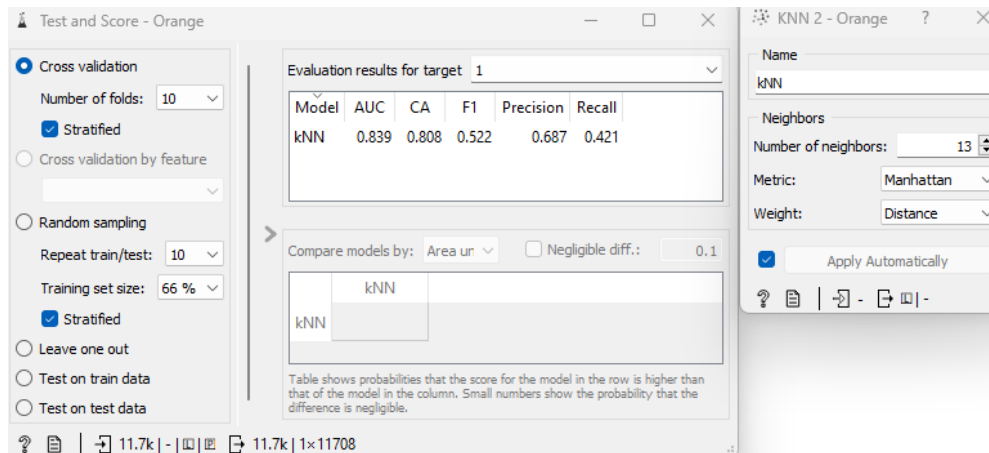 Test and Score - Orange
Cross validation
Number of folds: 10
Stratified
Cross validation by feature
Random sampling
Repeat train/test: 10
Training set size: 66 %
Stratified
Leave one out
Test on train data
Test on test data
11.7k | - | 11.7k | 1×11708
Evaluation results for target 1
Model AUC CA F1 Precision Recall
kNN 0.839 0.808 0.522 0.687 0.421
Compare models by: Area ur Negligible diff.: 0.1
kNN
kNN
Table shows probabilities that the score for the model in the row is higher than
that of the model in the column. Small numbers show the probability that the
difference is negligible.
KNN 2 - Orange ?
Name
kNN
Neighbors
Number of neighbors: 13
Metric: Manhattan
Weight: Distance
Apply Automatically
? | - | -